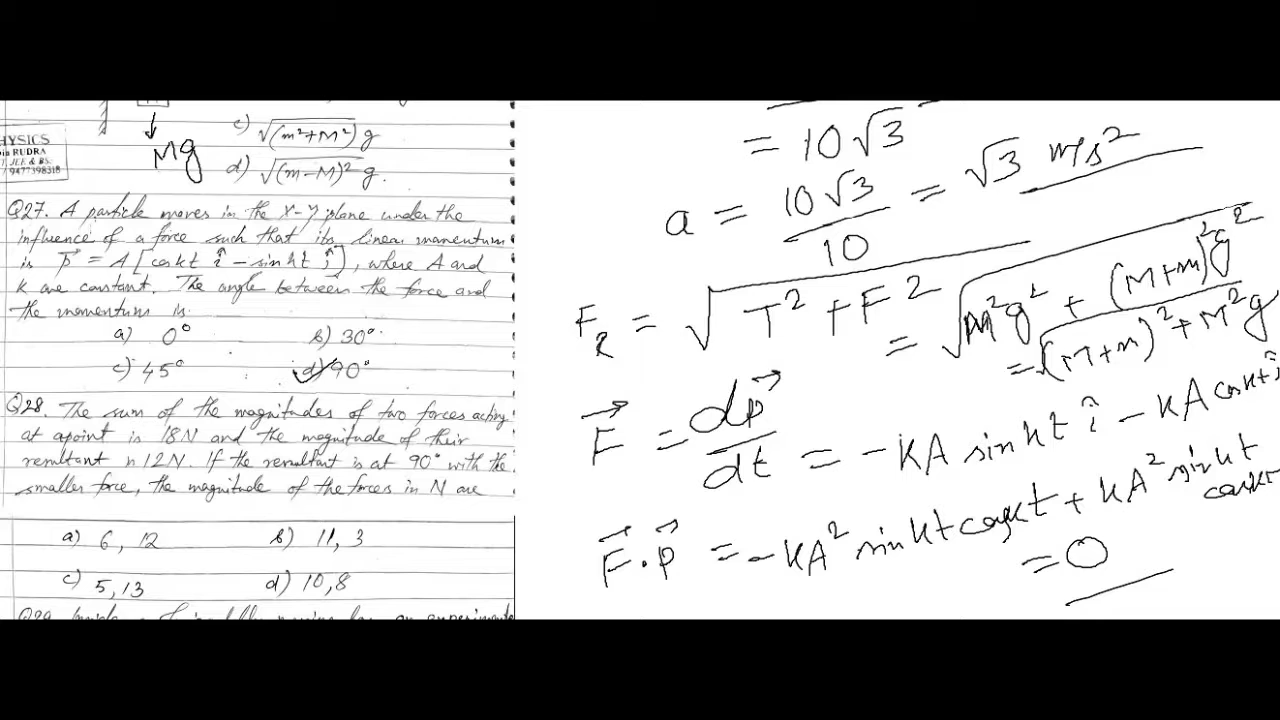 c) √(m²+M²) g
Mg
d) √(m-M)² g.
HYSICS
RUDRA
JEE &
9477398318
Q27. A particle moves in the X-Y plane under the
influence of a force such that its linear momentum
is p⃗ = A[coskt î - sinkt ĵ], where A and
k are constant. The angle between the force and
the momentum is
a) 0° b) 30°.
c) 45° d) 90°
Q28. The sum of the magnitudes of two forces acting
at a point is 18N and the magnitude of their
resultant is 12N. If the resultant is at 90° with the
smaller force, the magnitude of the forces in N are
a) 6, 12 b) 11, 3
c) 5, 13 d) 10, 8
= 10√3
a = 10√3/10 = √3 m/s²
F_R = √T² + F² = √M²g² + (M+m)²g²
= √(M+m)² + M² g
F⃗ = dp⃗/dt = -KA sinkt î - KA coskt ĵ
F⃗.p⃗ = -KA² sinkt coskt + KA² sinkt coskt
= 0